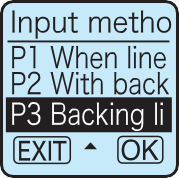 Input metho
P1 When line
P2 With back
P3 Backing li
EXIT OK